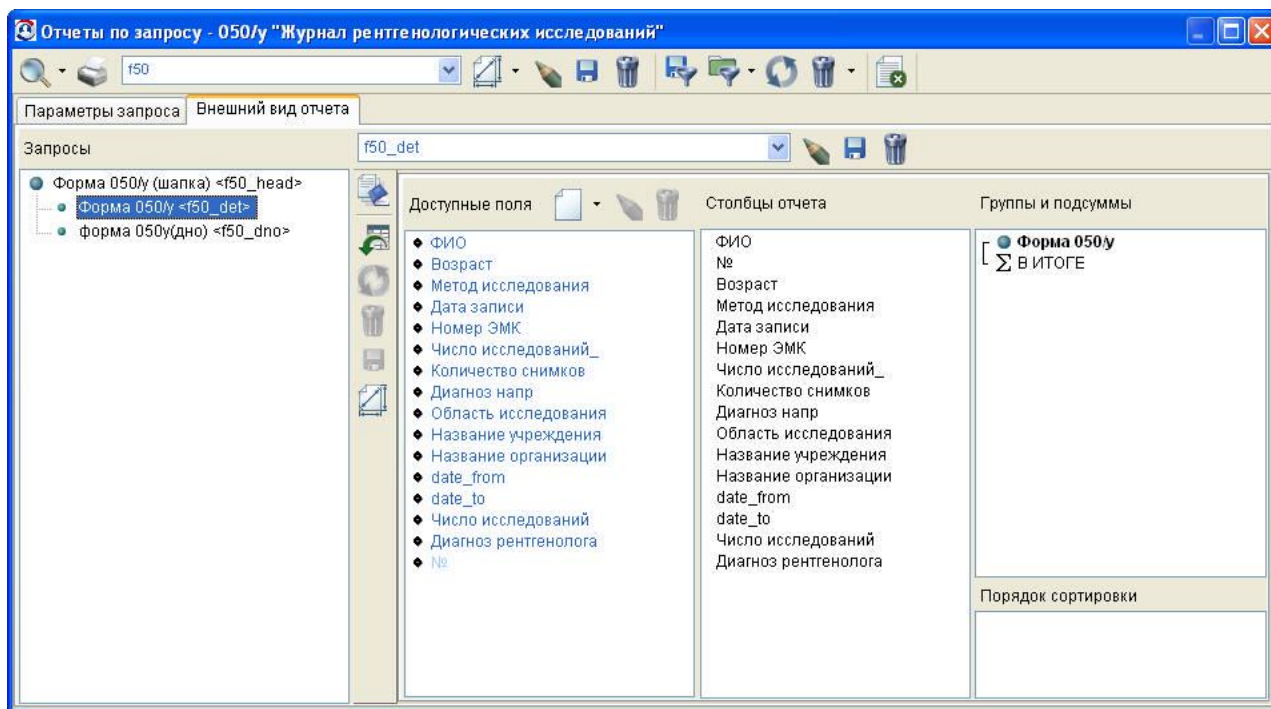 Отчеты по запросу - 050/у "Журнал рентгенологических исследований"
f50
Параметры запроса
Внешний вид отчета
Запросы
f50_det
Форма 050/у (шапка) <f50_head>
Форма 050/у <f50_det>
форма 050у(дно) <f50_dno>
Доступные поля
ФИО
Возраст
Метод исследования
Дата записи
Номер ЭМК
Число исследований_
Количество снимков
Диагноз напр
Область исследования
Название учреждения
Название организации
date_from
date_to
Число исследований
Диагноз рентгенолога
№
Столбцы отчета
ФИО
№
Возраст
Метод исследования
Дата записи
Номер ЭМК
Число исследований_
Количество снимков
Диагноз напр
Область исследования
Название учреждения
Название организации
date_from
date_to
Число исследований
Диагноз рентгенолога
Группы и подсуммы
Форма 050/у
Σ В ИТОГЕ
Порядок сортировки